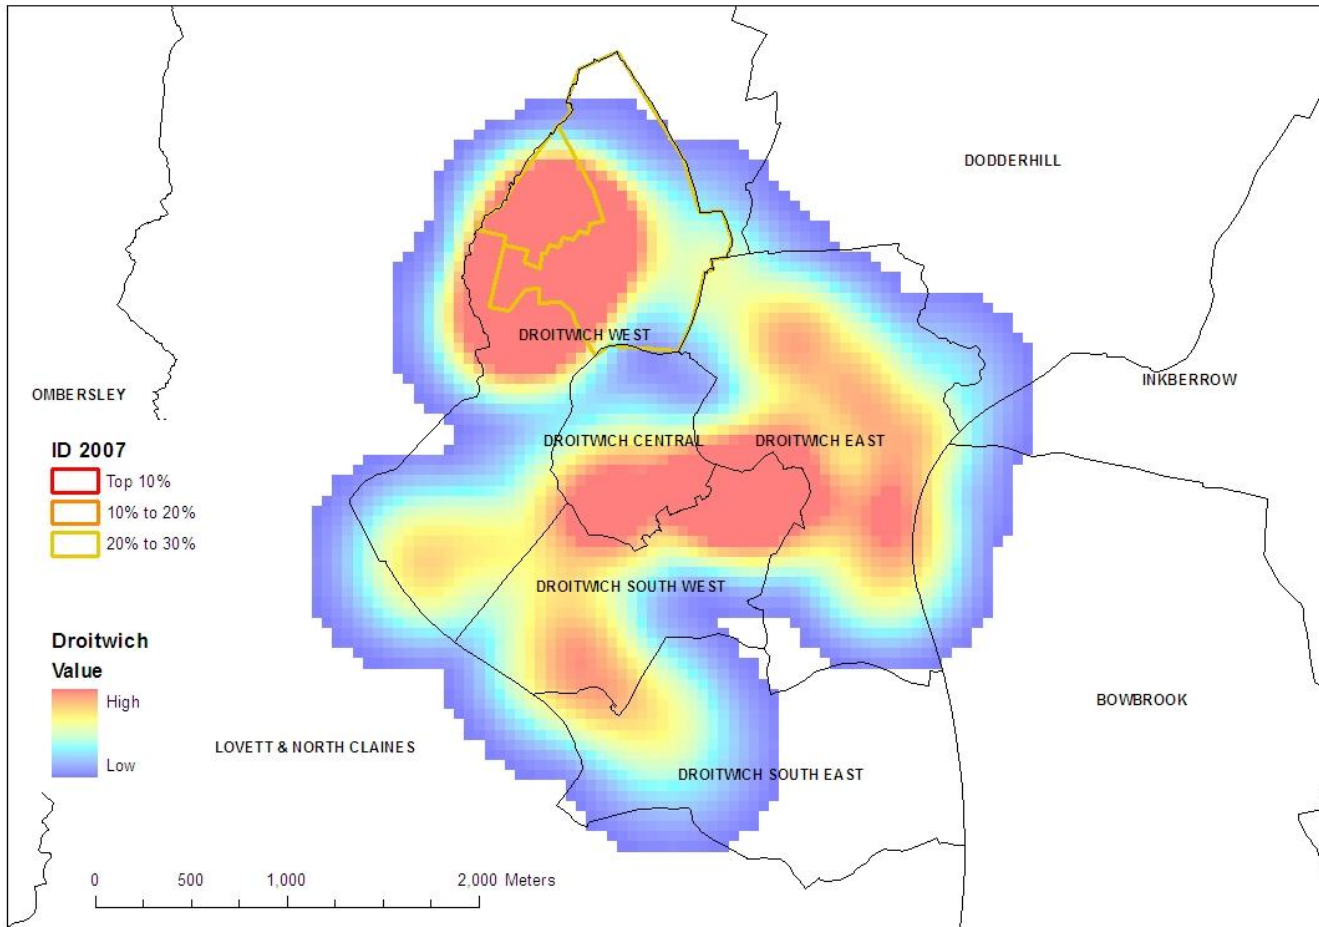 DODDERHILL
DROITWICH WEST
INKBERROW
OMBERSLEY
DROITWICH CENTRAL
DROITWICH EAST
ID 2007
Top 10%
10% to 20%
20% to 30%
DROITWICH SOUTH WEST
Droitwich
Value
High
Low
BOWBROOK
LOVETT & NORTH CLAINES
DROITWICH SOUTH EAST
0 500 1,000 2,000 Meters